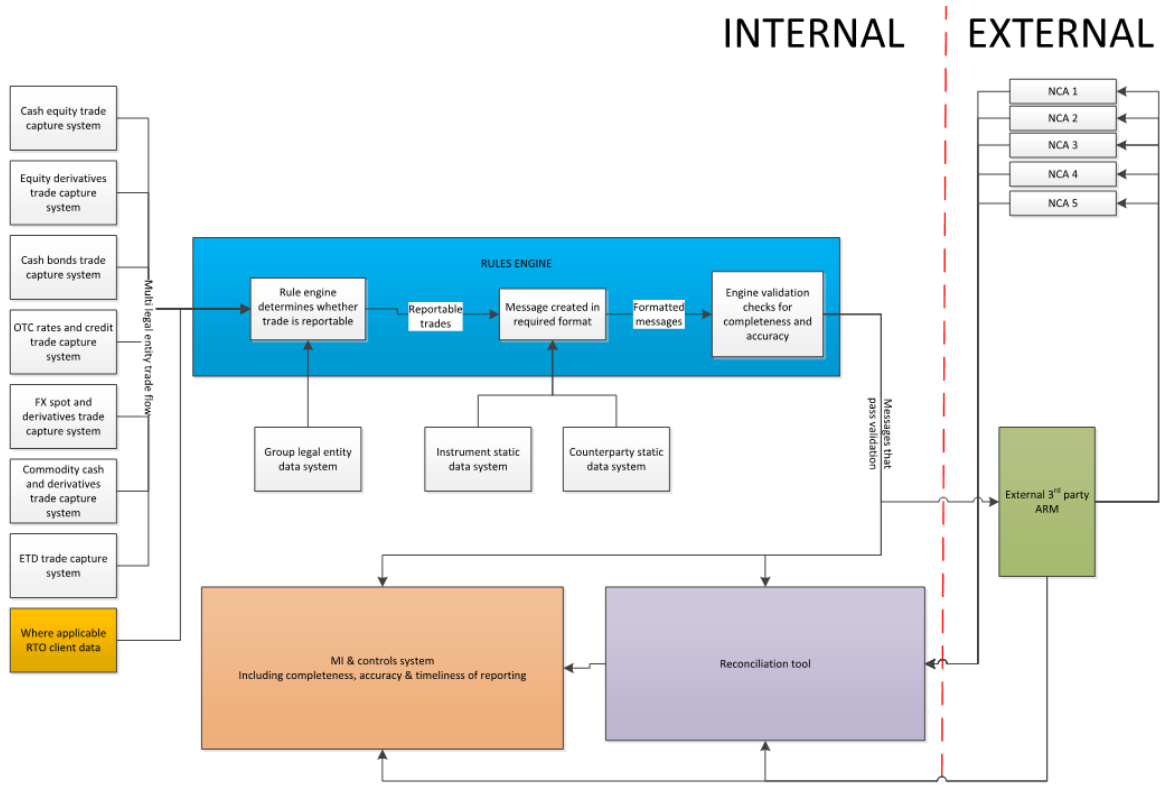 INTERNAL
EXTERNAL
Cash equity trade
capture system
Equity derivatives
trade capture
system
Cash bonds trade
capture system
OTC rates and credit
trade capture
system
FX spot and
derivatives trade
capture system
Commodity cash
and derivatives
trade capture
system
ETD trade capture
system
Where applicable
RTO client data
Multi legal entity trade flow
RULES ENGINE
Rule engine
determines whether
trade is reportable
Reportable
trades
Message created in
required format
Formatted
messages
Engine validation
checks for
completeness and
accuracy
Group legal entity
data system
Instrument static
data system
Counterparty static
data system
Messages that
pass validation
NCA 1
NCA 2
NCA 3
NCA 4
NCA 5
External 3rd party
ARM
MI & controls system
Including completeness, accuracy & timeliness of reporting
Reconciliation tool